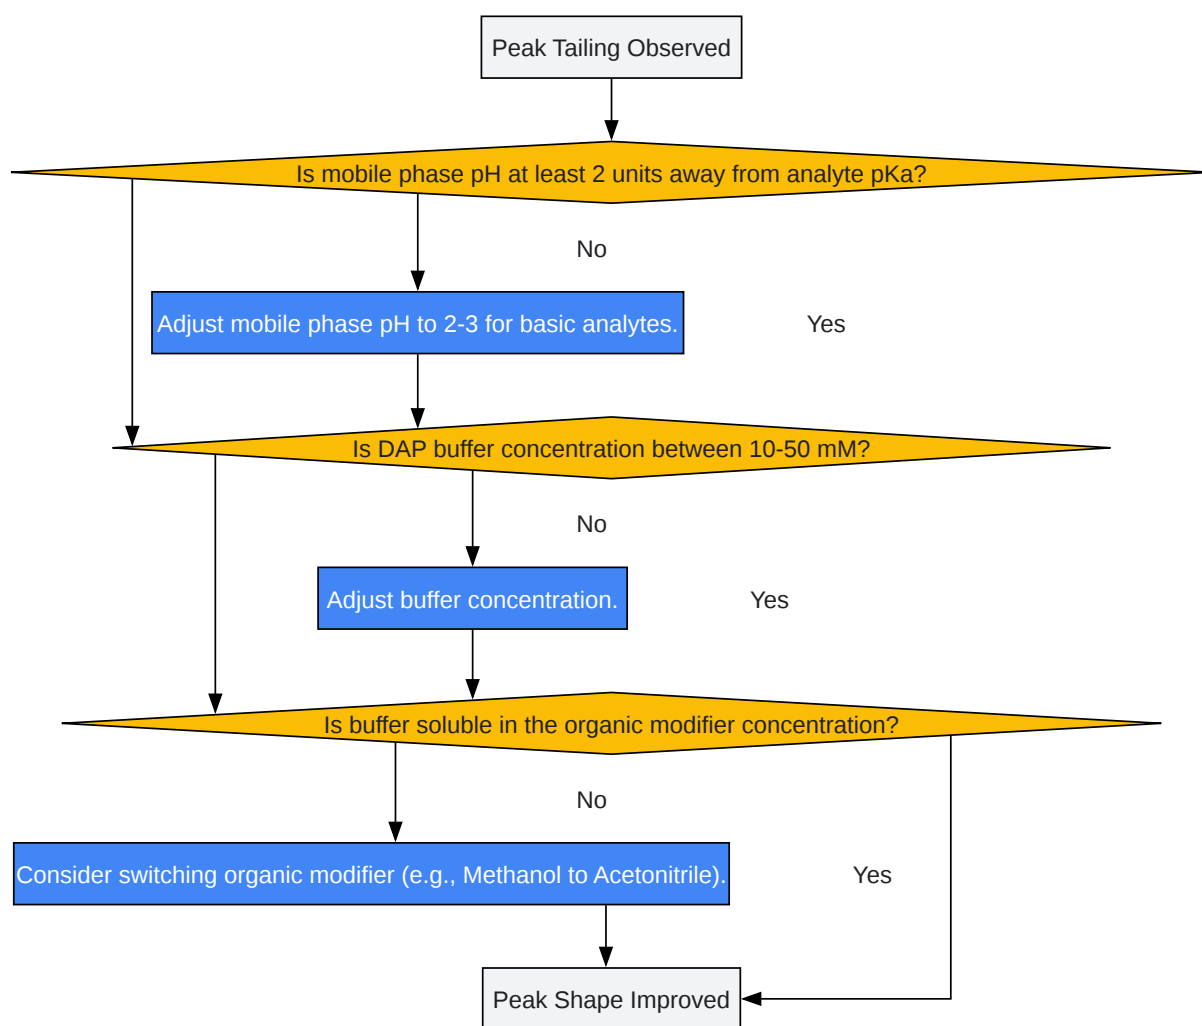 Peak Tailing Observed
Is mobile phase pH at least 2 units away from analyte pKa?
No
Adjust mobile phase pH to 2-3 for basic analytes.
Yes
Is DAP buffer concentration between 10-50 mM?
No
Adjust buffer concentration.
Yes
Is buffer soluble in the organic modifier concentration?
No
Consider switching organic modifier (e.g., Methanol to Acetonitrile).
Yes
Peak Shape Improved